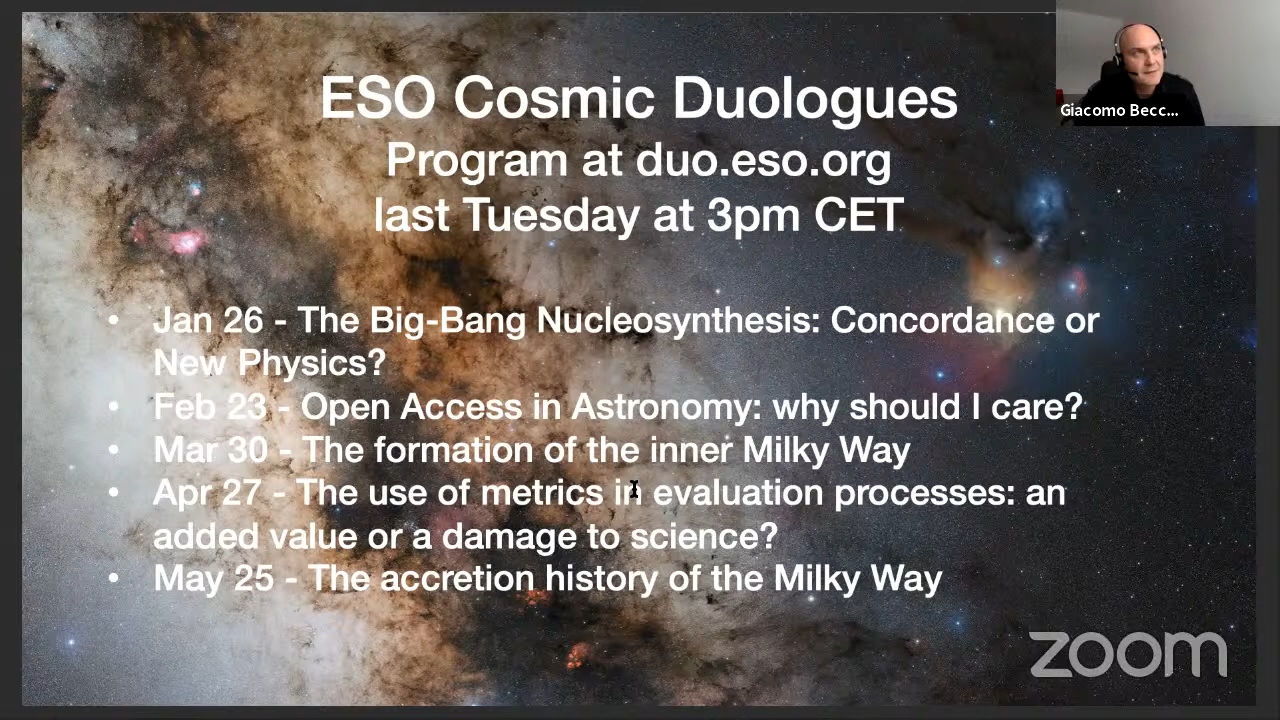 ESO Cosmic Duologues
Program at duo.eso.org
last Tuesday at 3pm CET
Giacomo Becc...
• Jan 26 - The Big-Bang Nucleosynthesis: Concordance or
New Physics?
• Feb 23 - Open Access in Astronomy: why should I care?
• Mar 30 - The formation of the inner Milky Way
• Apr 27 - The use of metrics in evaluation processes: an
added value or a damage to science?
• May 25 - The accretion history of the Milky Way
zoom